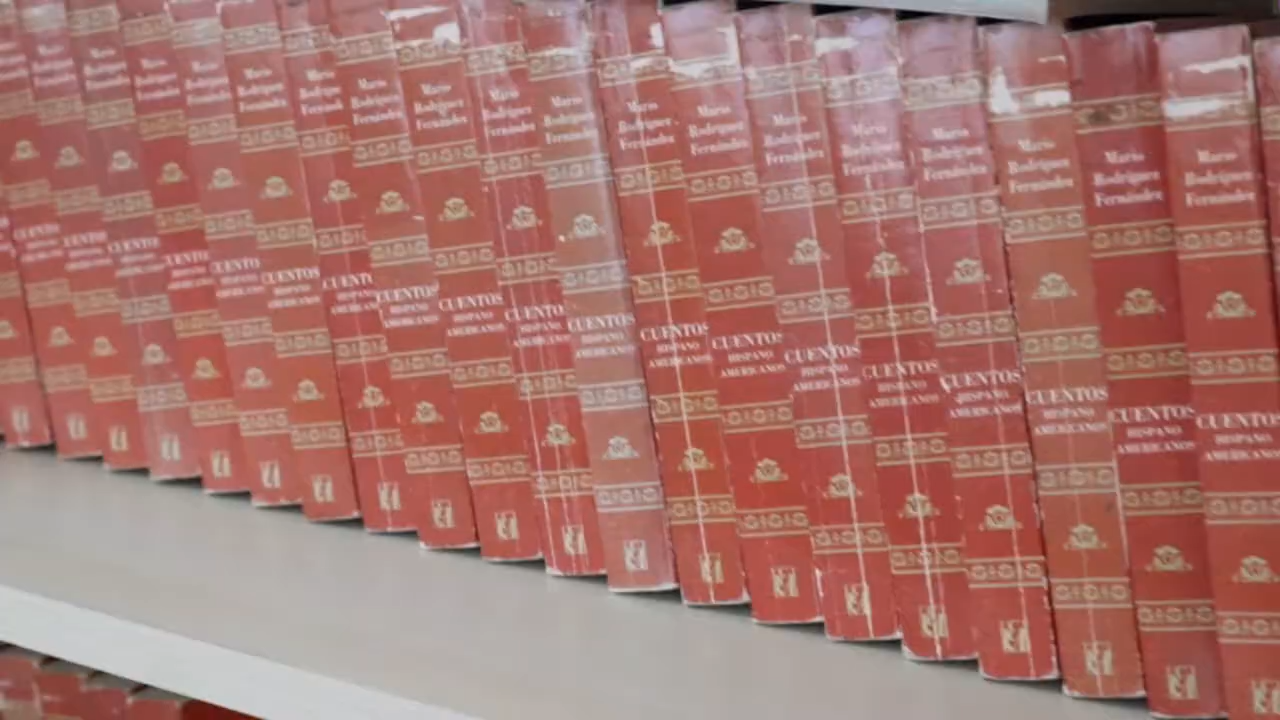 Mario
Rodríguez
Fernández
CUENTOS
HISPANO
AMERICANOS